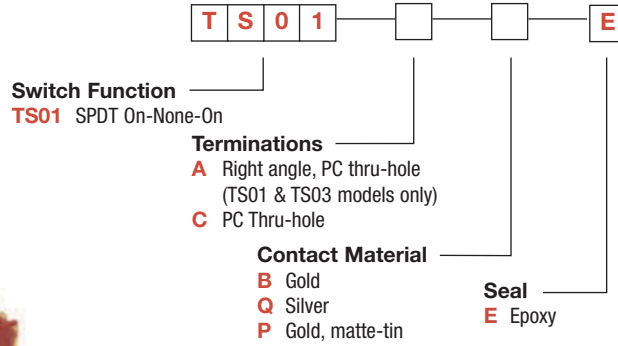 T S 0 1 E
Switch Function
TS01 SPDT On-None-On
Terminations
A Right angle, PC thru-hole
(TS01 & TS03 models only)
C PC Thru-hole
Contact Material
B Gold
Q Silver
P Gold, matte-tin
Seal
E Epoxy